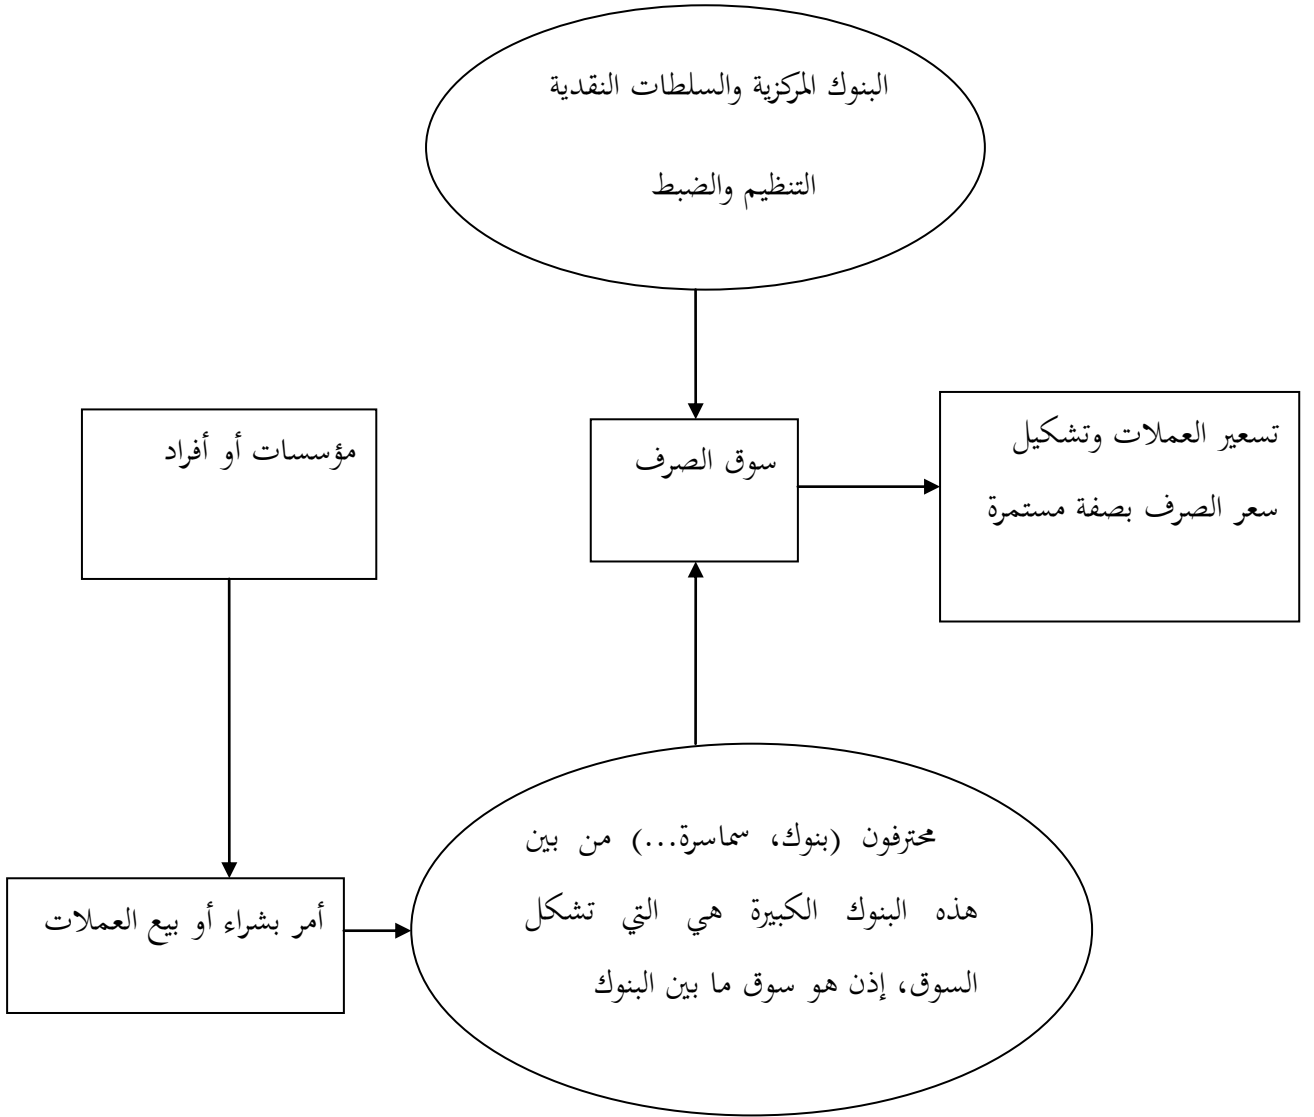 البنوك المركزية والسلطات النقدية
التنظيم والضبط
تسعير العملات وتشكيل
سعر الصرف بصفة مستمرة
سوق الصرف
مؤسسات أو أفراد
محترفون (بنوك، سماسرة...) من بين
هذه البنوك الكبيرة هي التي تشكل
السوق، إذن هو سوق ما بين البنوك
أمر بشراء أو بيع العملات